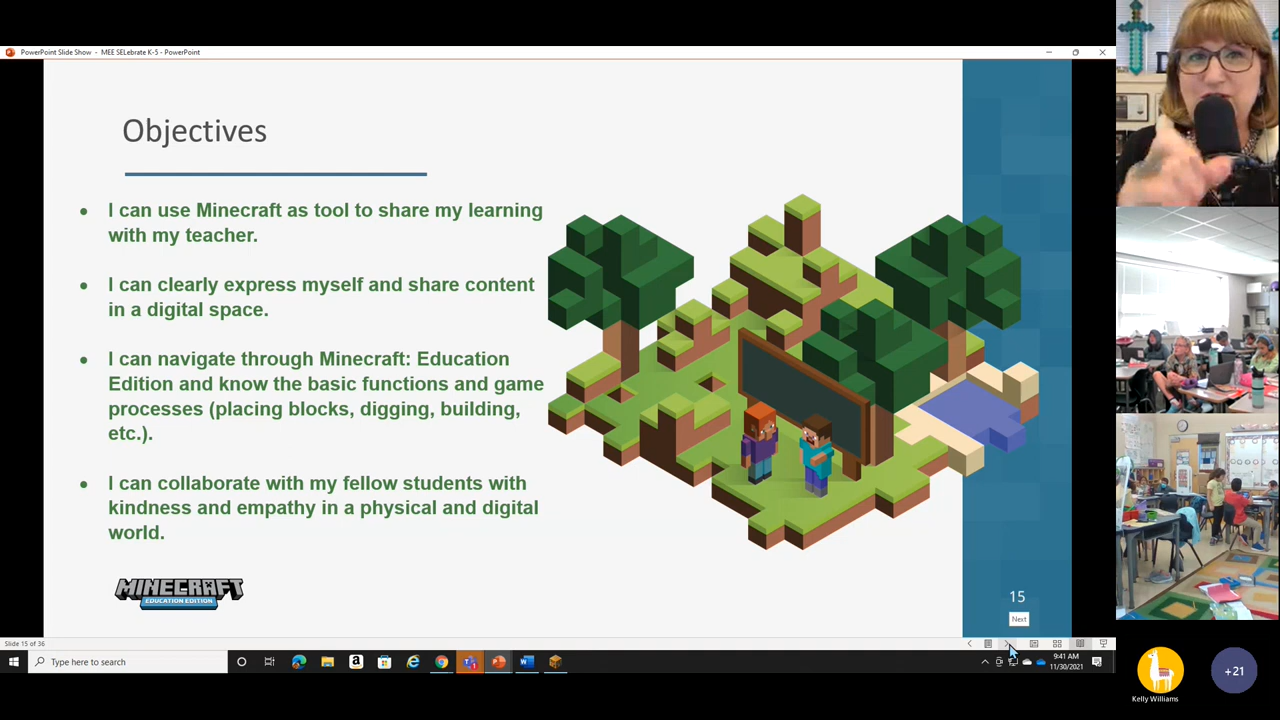 PowerPoint Slide Show - MEE SELebrate K-5 - PowerPoint
Objectives
• I can use Minecraft as tool to share my learning
with my teacher.
• I can clearly express myself and share content
in a digital space.
• I can navigate through Minecraft: Education
Edition and know the basic functions and game
processes (placing blocks, digging, building,
etc.).
• I can collaborate with my fellow students with
kindness and empathy in a physical and digital
world.
MINECRAFT
EDUCATION EDITION
15
Next
Slide 15 of 36
Type here to search
9:41 AM
11/30/2021
Kelly Williams
+21